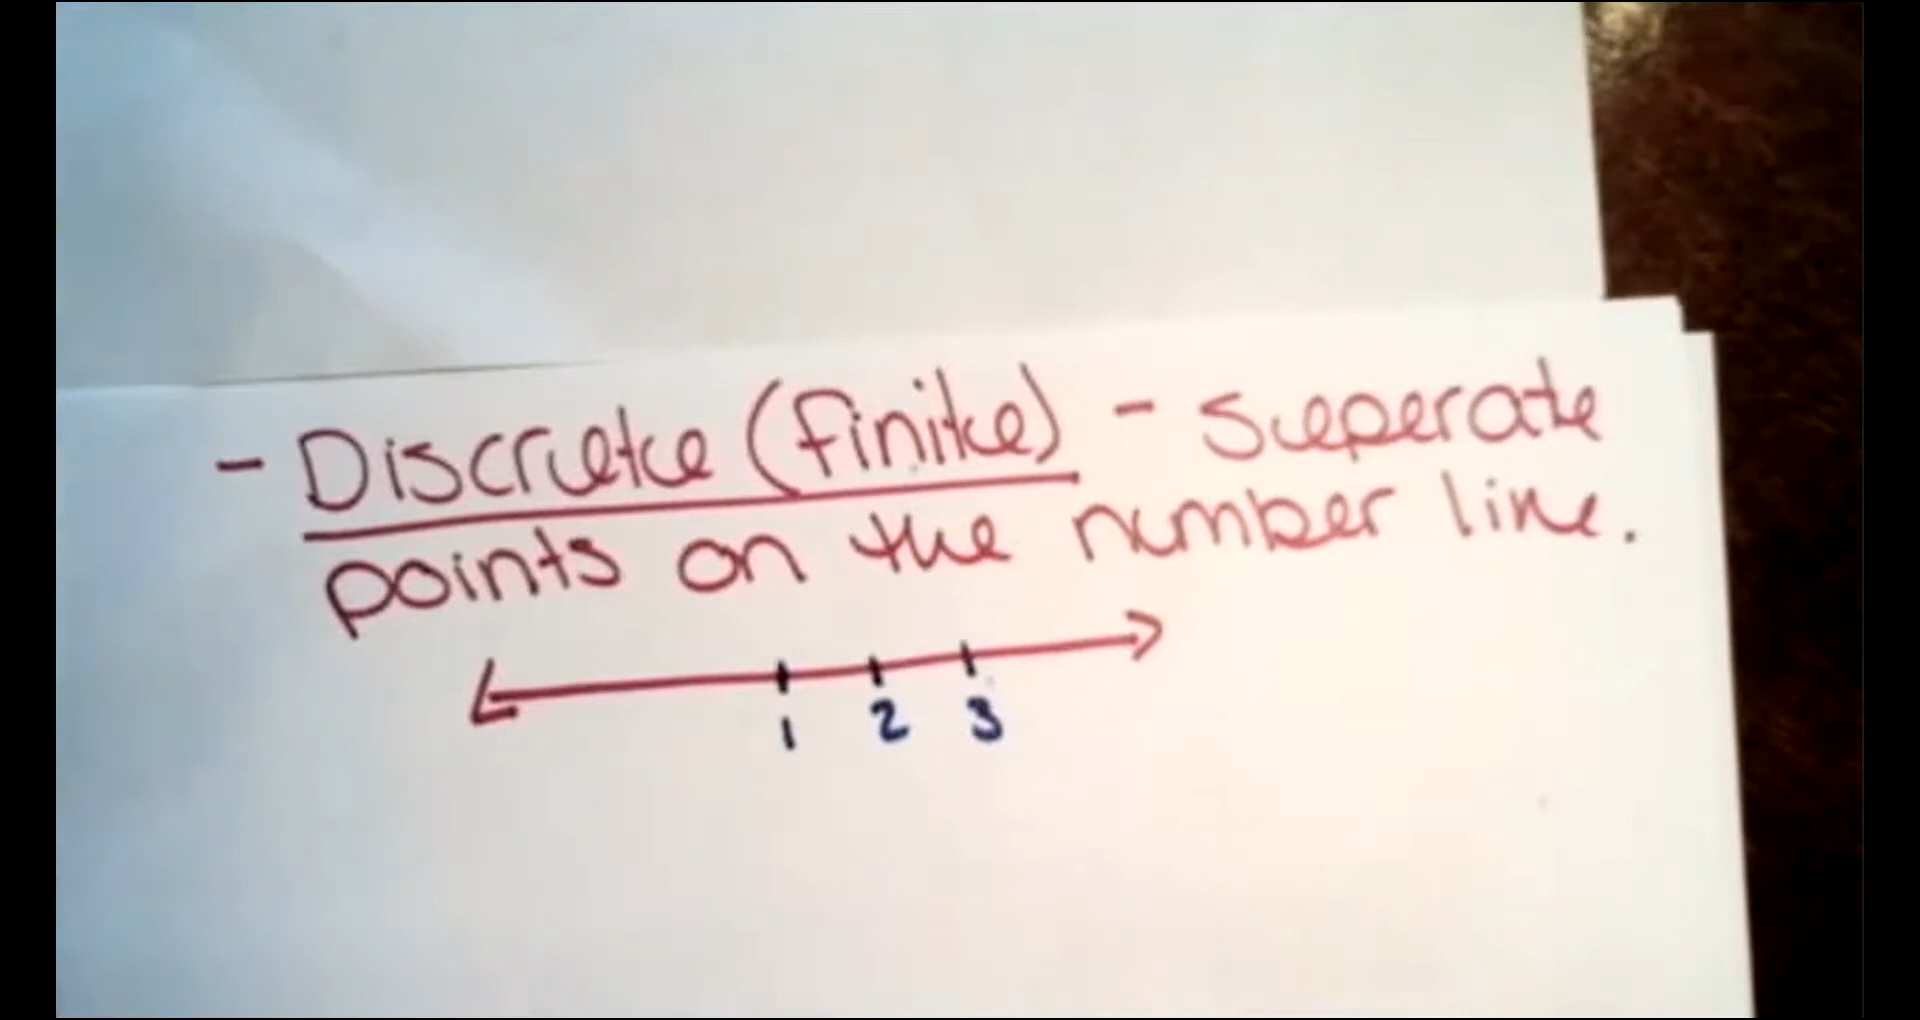 - Discrete (finite) - seperate
points on the number line.
1 2 3